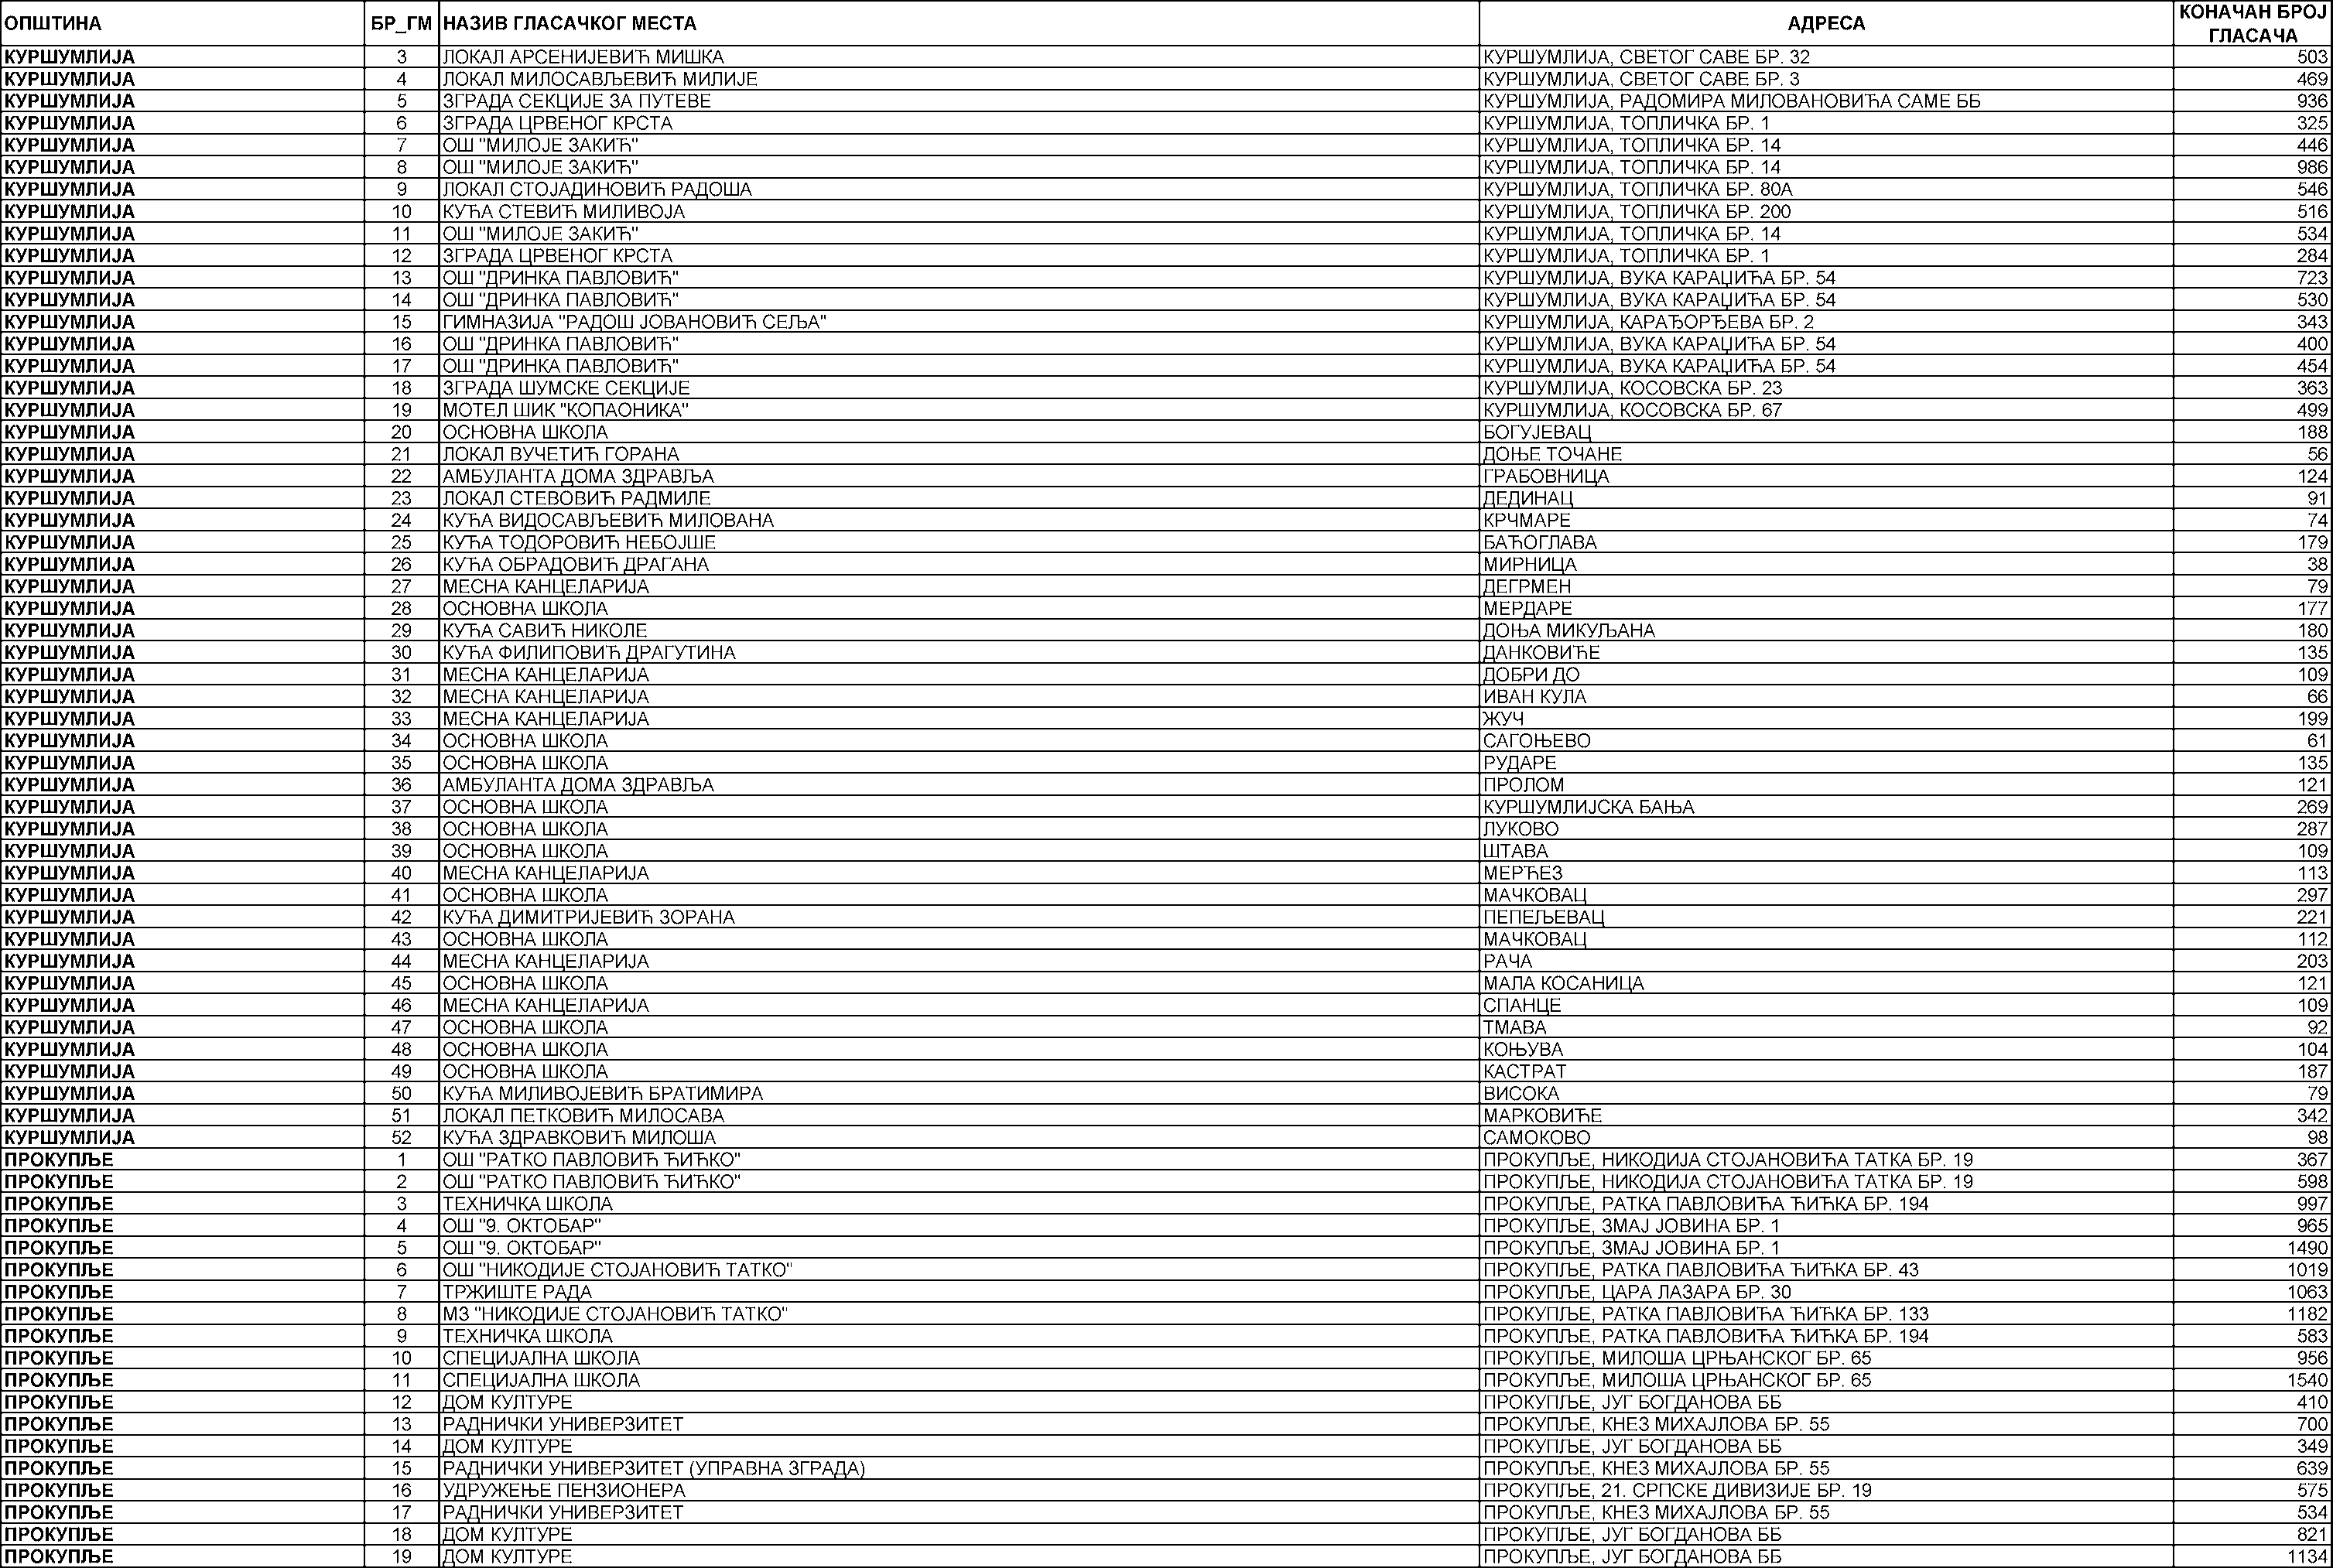 ОПШТИНА БР_ГМ НАЗИВ ГЛАСАЧКОГ МЕСТА АДРЕСА КОНАЧАН БРОЈ ГЛАСАЧА
КУРШУМЛИЈА 3 ЛОКАЛ АРСЕНИЈЕВИЋ МИШКА КУРШУМЛИЈА, СВЕТОГ САВЕ БР. 32 503
КУРШУМЛИЈА 4 ЛОКАЛ МИЛОСАВЉЕВИЋ МИЛИЈЕ КУРШУМЛИЈА, СВЕТОГ САВЕ БР. 3 469
КУРШУМЛИЈА 5 ЗГРАДА СЕКЦИЈЕ ЗА ПУТЕВЕ КУРШУМЛИЈА, РАДОМИРА МИЛОВАНОВИЋА САМЕ ББ 936
КУРШУМЛИЈА 6 ЗГРАДА ЦРВЕНОГ КРСТА КУРШУМЛИЈА, ТОПЛИЧКА БР. 1 325
КУРШУМЛИЈА 7 ОШ "МИЛОЈЕ ЗАКИЋ" КУРШУМЛИЈА, ТОПЛИЧКА БР. 14 446
КУРШУМЛИЈА 8 ОШ "МИЛОЈЕ ЗАКИЋ" КУРШУМЛИЈА, ТОПЛИЧКА БР. 14 986
КУРШУМЛИЈА 9 ЛОКАЛ СТОЈАДИНОВИЋ РАДОША КУРШУМЛИЈА, ТОПЛИЧКА БР. 80А 546
КУРШУМЛИЈА 10 КУЋА СТЕВИЋ МИЛИВОЈА КУРШУМЛИЈА, ТОПЛИЧКА БР. 200 516
КУРШУМЛИЈА 11 ОШ "МИЛОЈЕ ЗАКИЋ" КУРШУМЛИЈА, ТОПЛИЧКА БР. 14 534
КУРШУМЛИЈА 12 ЗГРАДА ЦРВЕНОГ КРСТА КУРШУМЛИЈА, ТОПЛИЧКА БР. 1 284
КУРШУМЛИЈА 13 ОШ "ДРИНКА ПАВЛОВИЋ" КУРШУМЛИЈА, ВУКА КАРАЏИЋА БР. 54 723
КУРШУМЛИЈА 14 ОШ "ДРИНКА ПАВЛОВИЋ" КУРШУМЛИЈА, ВУКА КАРАЏИЋА БР. 54 530
КУРШУМЛИЈА 15 ГИМНАЗИЈА "РАДОШ ЈОВАНОВИЋ СЕЉА" КУРШУМЛИЈА, КАРАЂОРЂЕВА БР. 2 343
КУРШУМЛИЈА 16 ОШ "ДРИНКА ПАВЛОВИЋ" КУРШУМЛИЈА, ВУКА КАРАЏИЋА БР. 54 400
КУРШУМЛИЈА 17 ОШ "ДРИНКА ПАВЛОВИЋ" КУРШУМЛИЈА, ВУКА КАРАЏИЋА БР. 54 454
КУРШУМЛИЈА 18 ЗГРАДА ШУМСКЕ СЕКЦИЈЕ КУРШУМЛИЈА, КОСОВСКА БР. 23 363
КУРШУМЛИЈА 19 МОТЕЛ ШИК "КОПАОНИКА" КУРШУМЛИЈА, КОСОВСКА БР. 67 499
КУРШУМЛИЈА 20 ОСНОВНА ШКОЛА БОГУЈЕВАЦ 188
КУРШУМЛИЈА 21 ЛОКАЛ ВУЧЕТИЋ ГОРАНА ДОЊЕ ТОЧАНЕ 56
КУРШУМЛИЈА 22 АМБУЛАНТА ДОМА ЗДРАВЉА ГРАБОВНИЦА 124
КУРШУМЛИЈА 23 ЛОКАЛ СТЕВОВИЋ РАДМИЛЕ ДЕДИНАЦ 91
КУРШУМЛИЈА 24 КУЋА ВИДОСАВЉЕВИЋ МИЛОВАНА КРЧМАРЕ 74
КУРШУМЛИЈА 25 КУЋА ТОДОРОВИЋ НЕБОЈШЕ БАЋОГЛАВА 179
КУРШУМЛИЈА 26 КУЋА ОБРАДОВИЋ ДРАГАНА МИРНИЦА 38
КУРШУМЛИЈА 27 МЕСНА КАНЦЕЛАРИЈА ДЕГРМЕН 79
КУРШУМЛИЈА 28 ОСНОВНА ШКОЛА МЕРДАРЕ 177
КУРШУМЛИЈА 29 КУЋА САВИЋ НИКОЛЕ ДОЊА МИКУЉАНА 180
КУРШУМЛИЈА 30 КУЋА ФИЛИПОВИЋ ДРАГУТИНА ДАНКОВИЋЕ 135
КУРШУМЛИЈА 31 МЕСНА КАНЦЕЛАРИЈА ДОБРИ ДО 109
КУРШУМЛИЈА 32 МЕСНА КАНЦЕЛАРИЈА ИВАН КУЛА 66
КУРШУМЛИЈА 33 МЕСНА КАНЦЕЛАРИЈА ЖУЧ 199
КУРШУМЛИЈА 34 ОСНОВНА ШКОЛА САГОЊЕВО 61
КУРШУМЛИЈА 35 ОСНОВНА ШКОЛА РУДАРЕ 135
КУРШУМЛИЈА 36 АМБУЛАНТА ДОМА ЗДРАВЉА ПРОЛОМ 121
КУРШУМЛИЈА 37 ОСНОВНА ШКОЛА КУРШУМЛИЈСКА БАЊА 269
КУРШУМЛИЈА 38 ОСНОВНА ШКОЛА ЛУКОВО 287
КУРШУМЛИЈА 39 ОСНОВНА ШКОЛА ШТАВА 109
КУРШУМЛИЈА 40 МЕСНА КАНЦЕЛАРИЈА МЕРЋЕЗ 113
КУРШУМЛИЈА 41 ОСНОВНА ШКОЛА МАЧКОВАЦ 297
КУРШУМЛИЈА 42 КУЋА ДИМИТРИЈЕВИЋ ЗОРАНА ПЕПЕЉЕВАЦ 221
КУРШУМЛИЈА 43 ОСНОВНА ШКОЛА МАЧКОВАЦ 112
КУРШУМЛИЈА 44 МЕСНА КАНЦЕЛАРИЈА РАЧА 203
КУРШУМЛИЈА 45 ОСНОВНА ШКОЛА МАЛА КОСАНИЦА 121
КУРШУМЛИЈА 46 МЕСНА КАНЦЕЛАРИЈА СПАНЦЕ 109
КУРШУМЛИЈА 47 ОСНОВНА ШКОЛА ТМАВА 92
КУРШУМЛИЈА 48 ОСНОВНА ШКОЛА КОЊУВА 104
КУРШУМЛИЈА 49 ОСНОВНА ШКОЛА КАСТРАТ 187
КУРШУМЛИЈА 50 КУЋА МИЛИВОЈЕВИЋ БРАТИМИРА ВИСОКА 79
КУРШУМЛИЈА 51 ЛОКАЛ ПЕТКОВИЋ МИЛОСАВА МАРКОВИЋЕ 342
КУРШУМЛИЈА 52 КУЋА ЗДРАВКОВИЋ МИЛОША САМОКОВО 98
ПРОКУПЉЕ 1 ОШ "РАТКО ПАВЛОВИЋ ЋИЋКО" ПРОКУПЉЕ, НИКОДИЈА СТОЈАНОВИЋА ТАТКА БР. 19 367
ПРОКУПЉЕ 2 ОШ "РАТКО ПАВЛОВИЋ ЋИЋКО" ПРОКУПЉЕ, НИКОДИЈА СТОЈАНОВИЋА ТАТКА БР. 19 598
ПРОКУПЉЕ 3 ТЕХНИЧКА ШКОЛА ПРОКУПЉЕ, РАТКА ПАВЛОВИЋА ЋИЋКА БР. 194 997
ПРОКУПЉЕ 4 ОШ "9. ОКТОБАР" ПРОКУПЉЕ, ЗМАЈ ЈОВИНА БР. 1 965
ПРОКУПЉЕ 5 ОШ "9. ОКТОБАР" ПРОКУПЉЕ, ЗМАЈ ЈОВИНА БР. 1 1490
ПРОКУПЉЕ 6 ОШ "НИКОДИЈЕ СТОЈАНОВИЋ ТАТКО" ПРОКУПЉЕ, РАТКА ПАВЛОВИЋА ЋИЋКА БР. 43 1019
ПРОКУПЉЕ 7 ТРЖИШТЕ РАДА ПРОКУПЉЕ, ЦАРА ЛАЗАРА БР. 30 1063
ПРОКУПЉЕ 8 МЗ "НИКОДИЈЕ СТОЈАНОВИЋ ТАТКО" ПРОКУПЉЕ, РАТКА ПАВЛОВИЋА ЋИЋКА БР. 133 1182
ПРОКУПЉЕ 9 ТЕХНИЧКА ШКОЛА ПРОКУПЉЕ, РАТКА ПАВЛОВИЋА ЋИЋКА БР. 194 583
ПРОКУПЉЕ 10 СПЕЦИЈАЛНА ШКОЛА ПРОКУПЉЕ, МИЛОША ЦРЊАНСКОГ БР. 65 956
ПРОКУПЉЕ 11 СПЕЦИЈАЛНА ШКОЛА ПРОКУПЉЕ, МИЛОША ЦРЊАНСКОГ БР. 65 1540
ПРОКУПЉЕ 12 ДОМ КУЛТУРЕ ПРОКУПЉЕ, ЈУГ БОГДАНОВА ББ 410
ПРОКУПЉЕ 13 РАДНИЧКИ УНИВЕРЗИТЕТ ПРОКУПЉЕ, КНЕЗ МИХАЈЛОВА БР. 55 700
ПРОКУПЉЕ 14 ДОМ КУЛТУРЕ ПРОКУПЉЕ, ЈУГ БОГДАНОВА ББ 349
ПРОКУПЉЕ 15 РАДНИЧКИ УНИВЕРЗИТЕТ (УПРАВНА ЗГРАДА) ПРОКУПЉЕ, КНЕЗ МИХАЈЛОВА БР. 55 639
ПРОКУПЉЕ 16 УДРУЖЕЊЕ ПЕНЗИОНЕРА ПРОКУПЉЕ, 21. СРПСКЕ ДИВИЗИЈЕ БР. 19 575
ПРОКУПЉЕ 17 РАДНИЧКИ УНИВЕРЗИТЕТ ПРОКУПЉЕ, КНЕЗ МИХАЈЛОВА БР. 55 534
ПРОКУПЉЕ 18 ДОМ КУЛТУРЕ ПРОКУПЉЕ, ЈУГ БОГДАНОВА ББ 821
ПРОКУПЉЕ 19 ДОМ КУЛТУРЕ ПРОКУПЉЕ, ЈУГ БОГДАНОВА ББ 1134